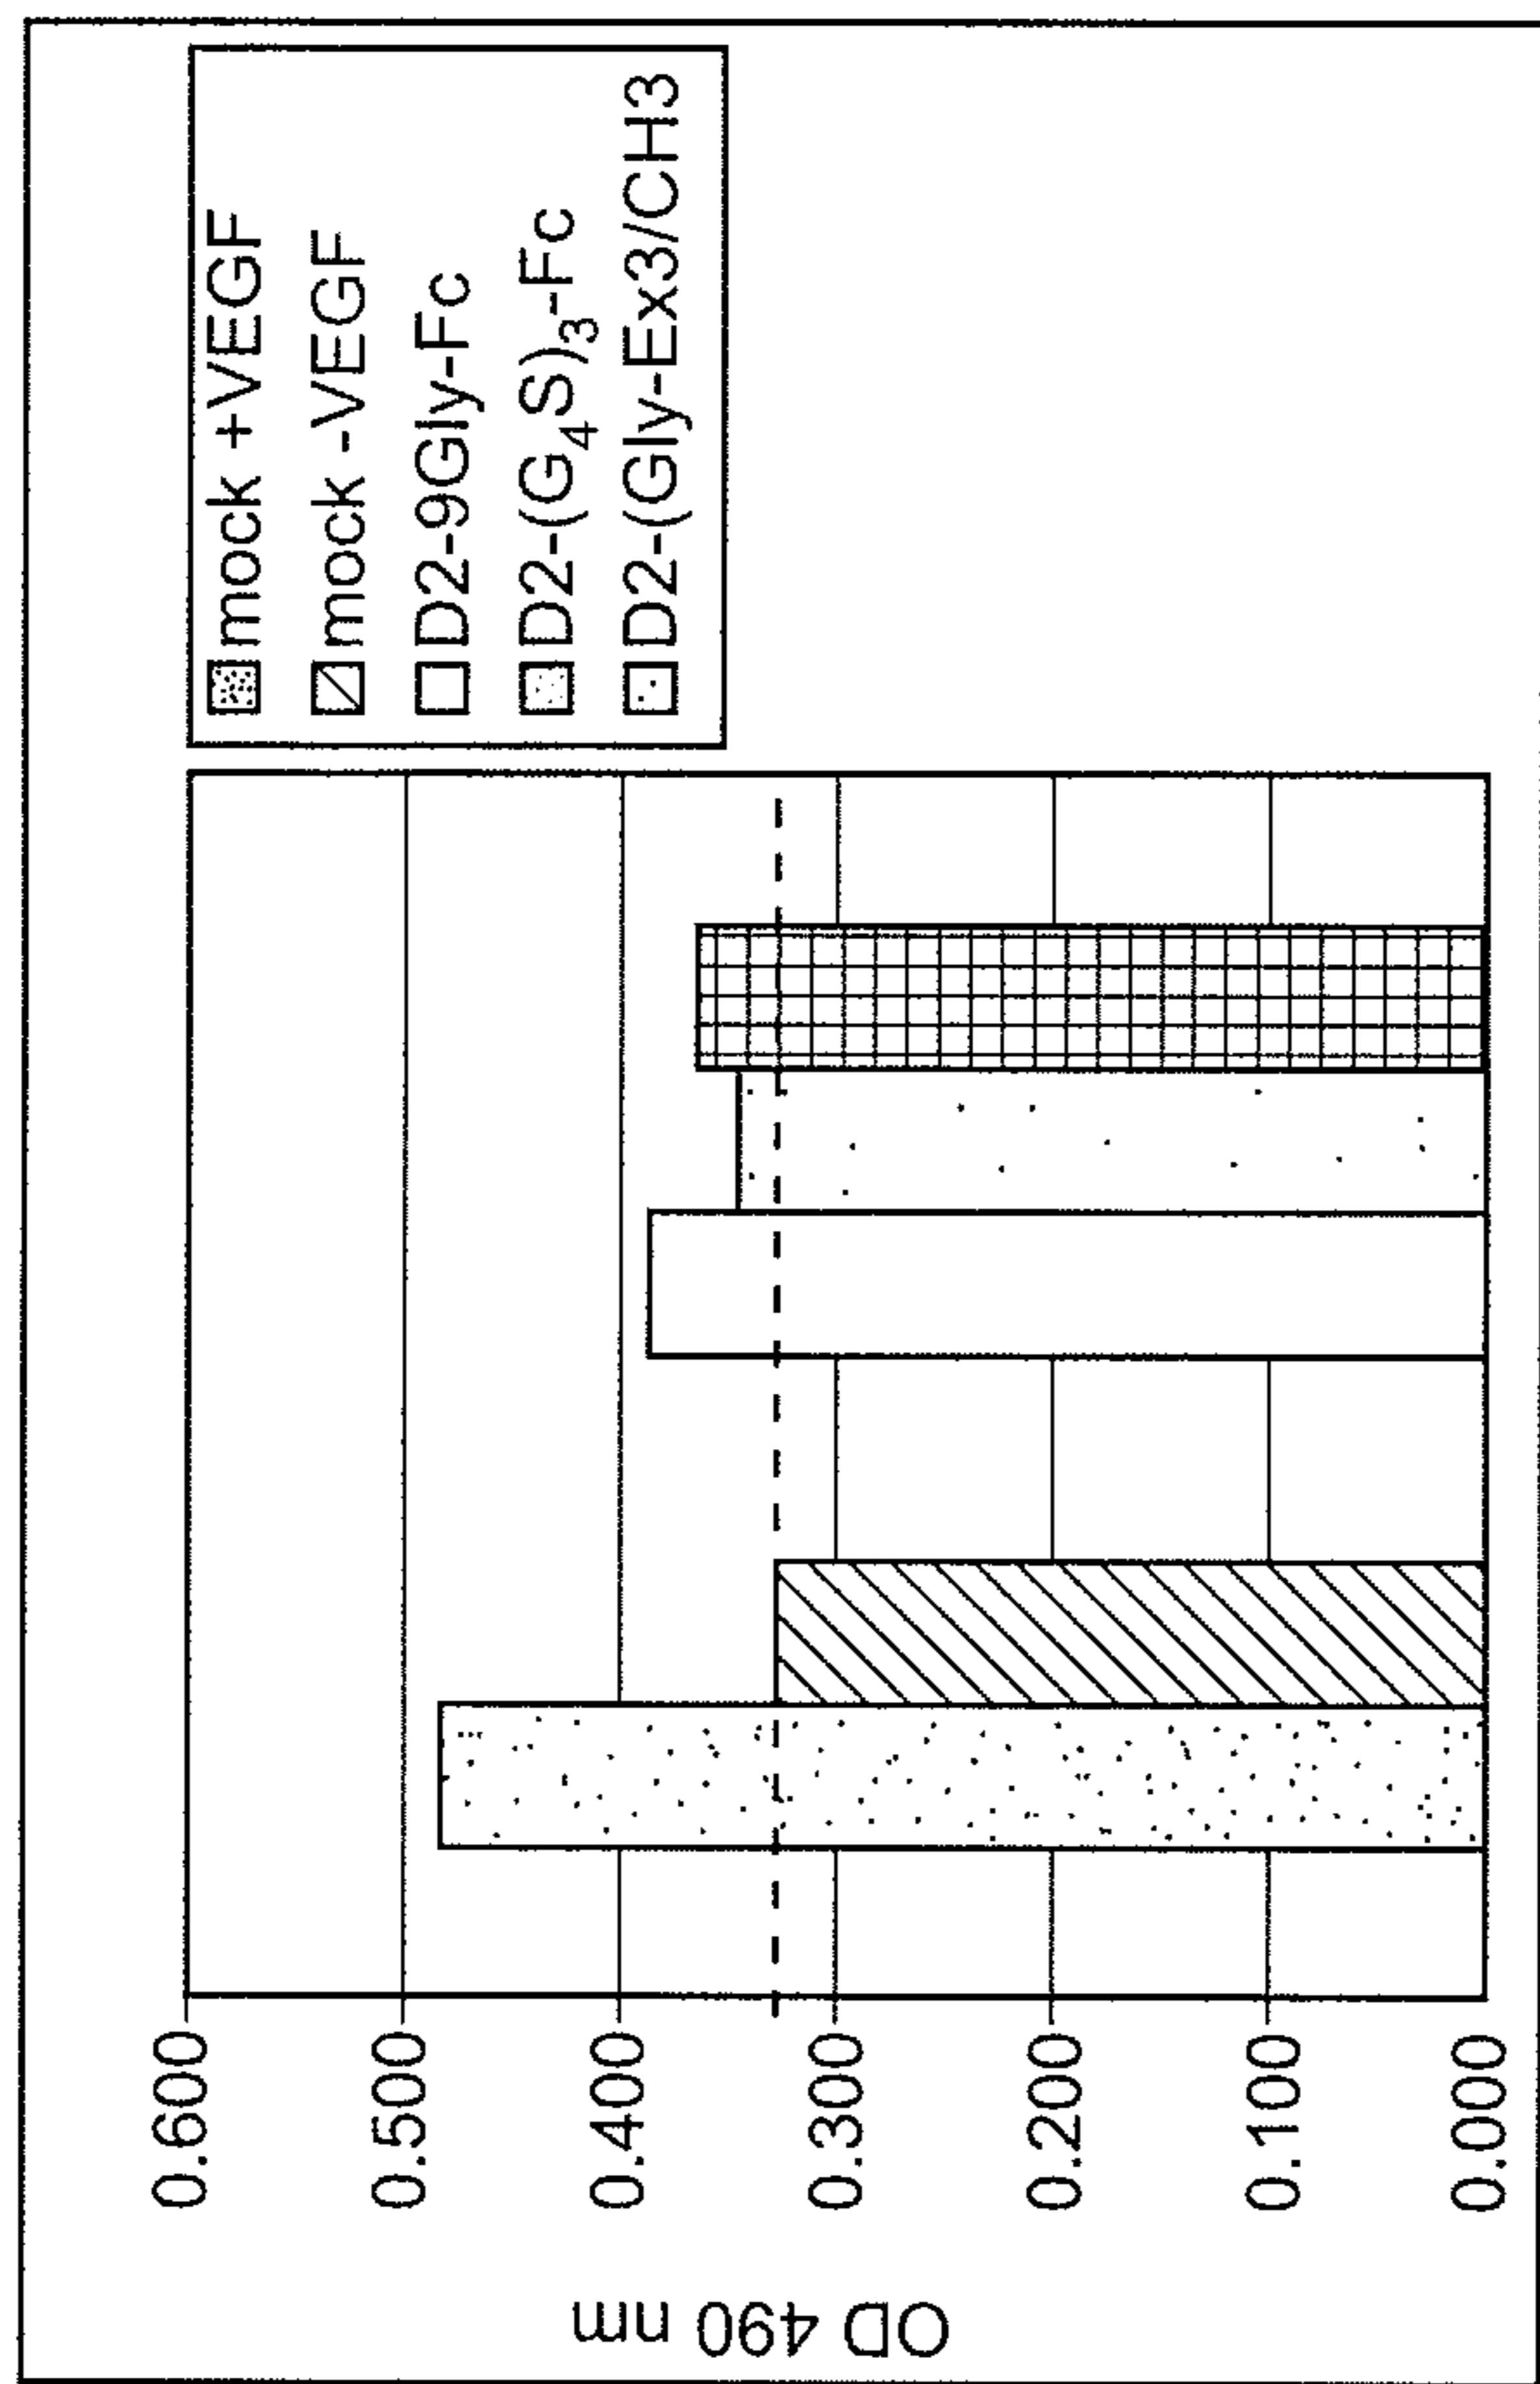 OD 490 nm
0.600
0.500
0.400
0.300
0.200
0.100
0.000
mock +VEGF
mock -VEGF
D2-9Gly-Fc
D2-(G₄S)₃-Fc
D2-(Gly-Ex3/CH3